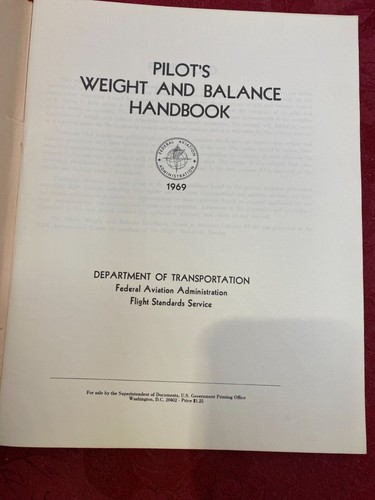 PILOT'S
WEIGHT AND BALANCE
HANDBOOK
FEDERAL AVIATION
ADMINISTRATION
1969
DEPARTMENT OF TRANSPORTATION
Federal Aviation Administration
Flight Standards Service
For sale by the Superintendent of Documents, U.S. Government Printing Office
Washington, D.C. 20402 - Price $1.25